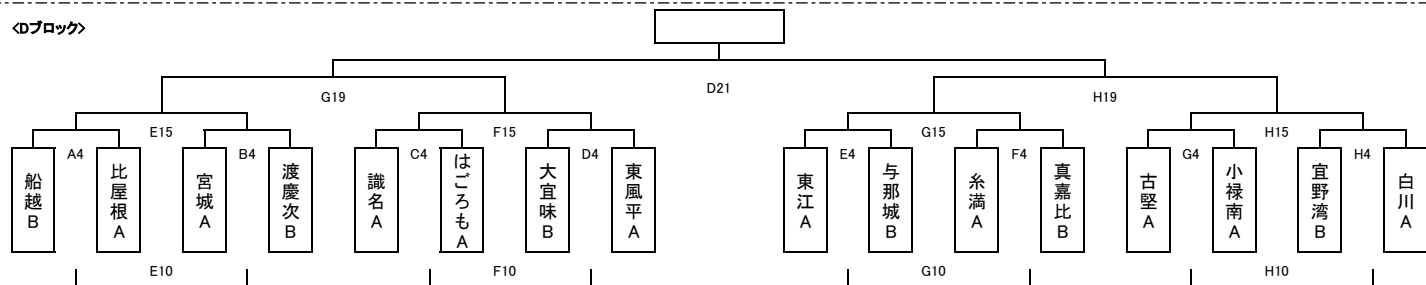 <Dブロック>
D21
G19
H19
E15
F15
G15
H15
A4
B4
C4
D4
E4
F4
G4
H4
船越B
比屋根A
宮城A
渡慶次B
識名A
はごろもA
大宜味B
東風平A
東江A
与那城B
糸満A
真嘉比B
古堅A
小禄南A
宜野湾B
白川A
E10
F10
G10
H10